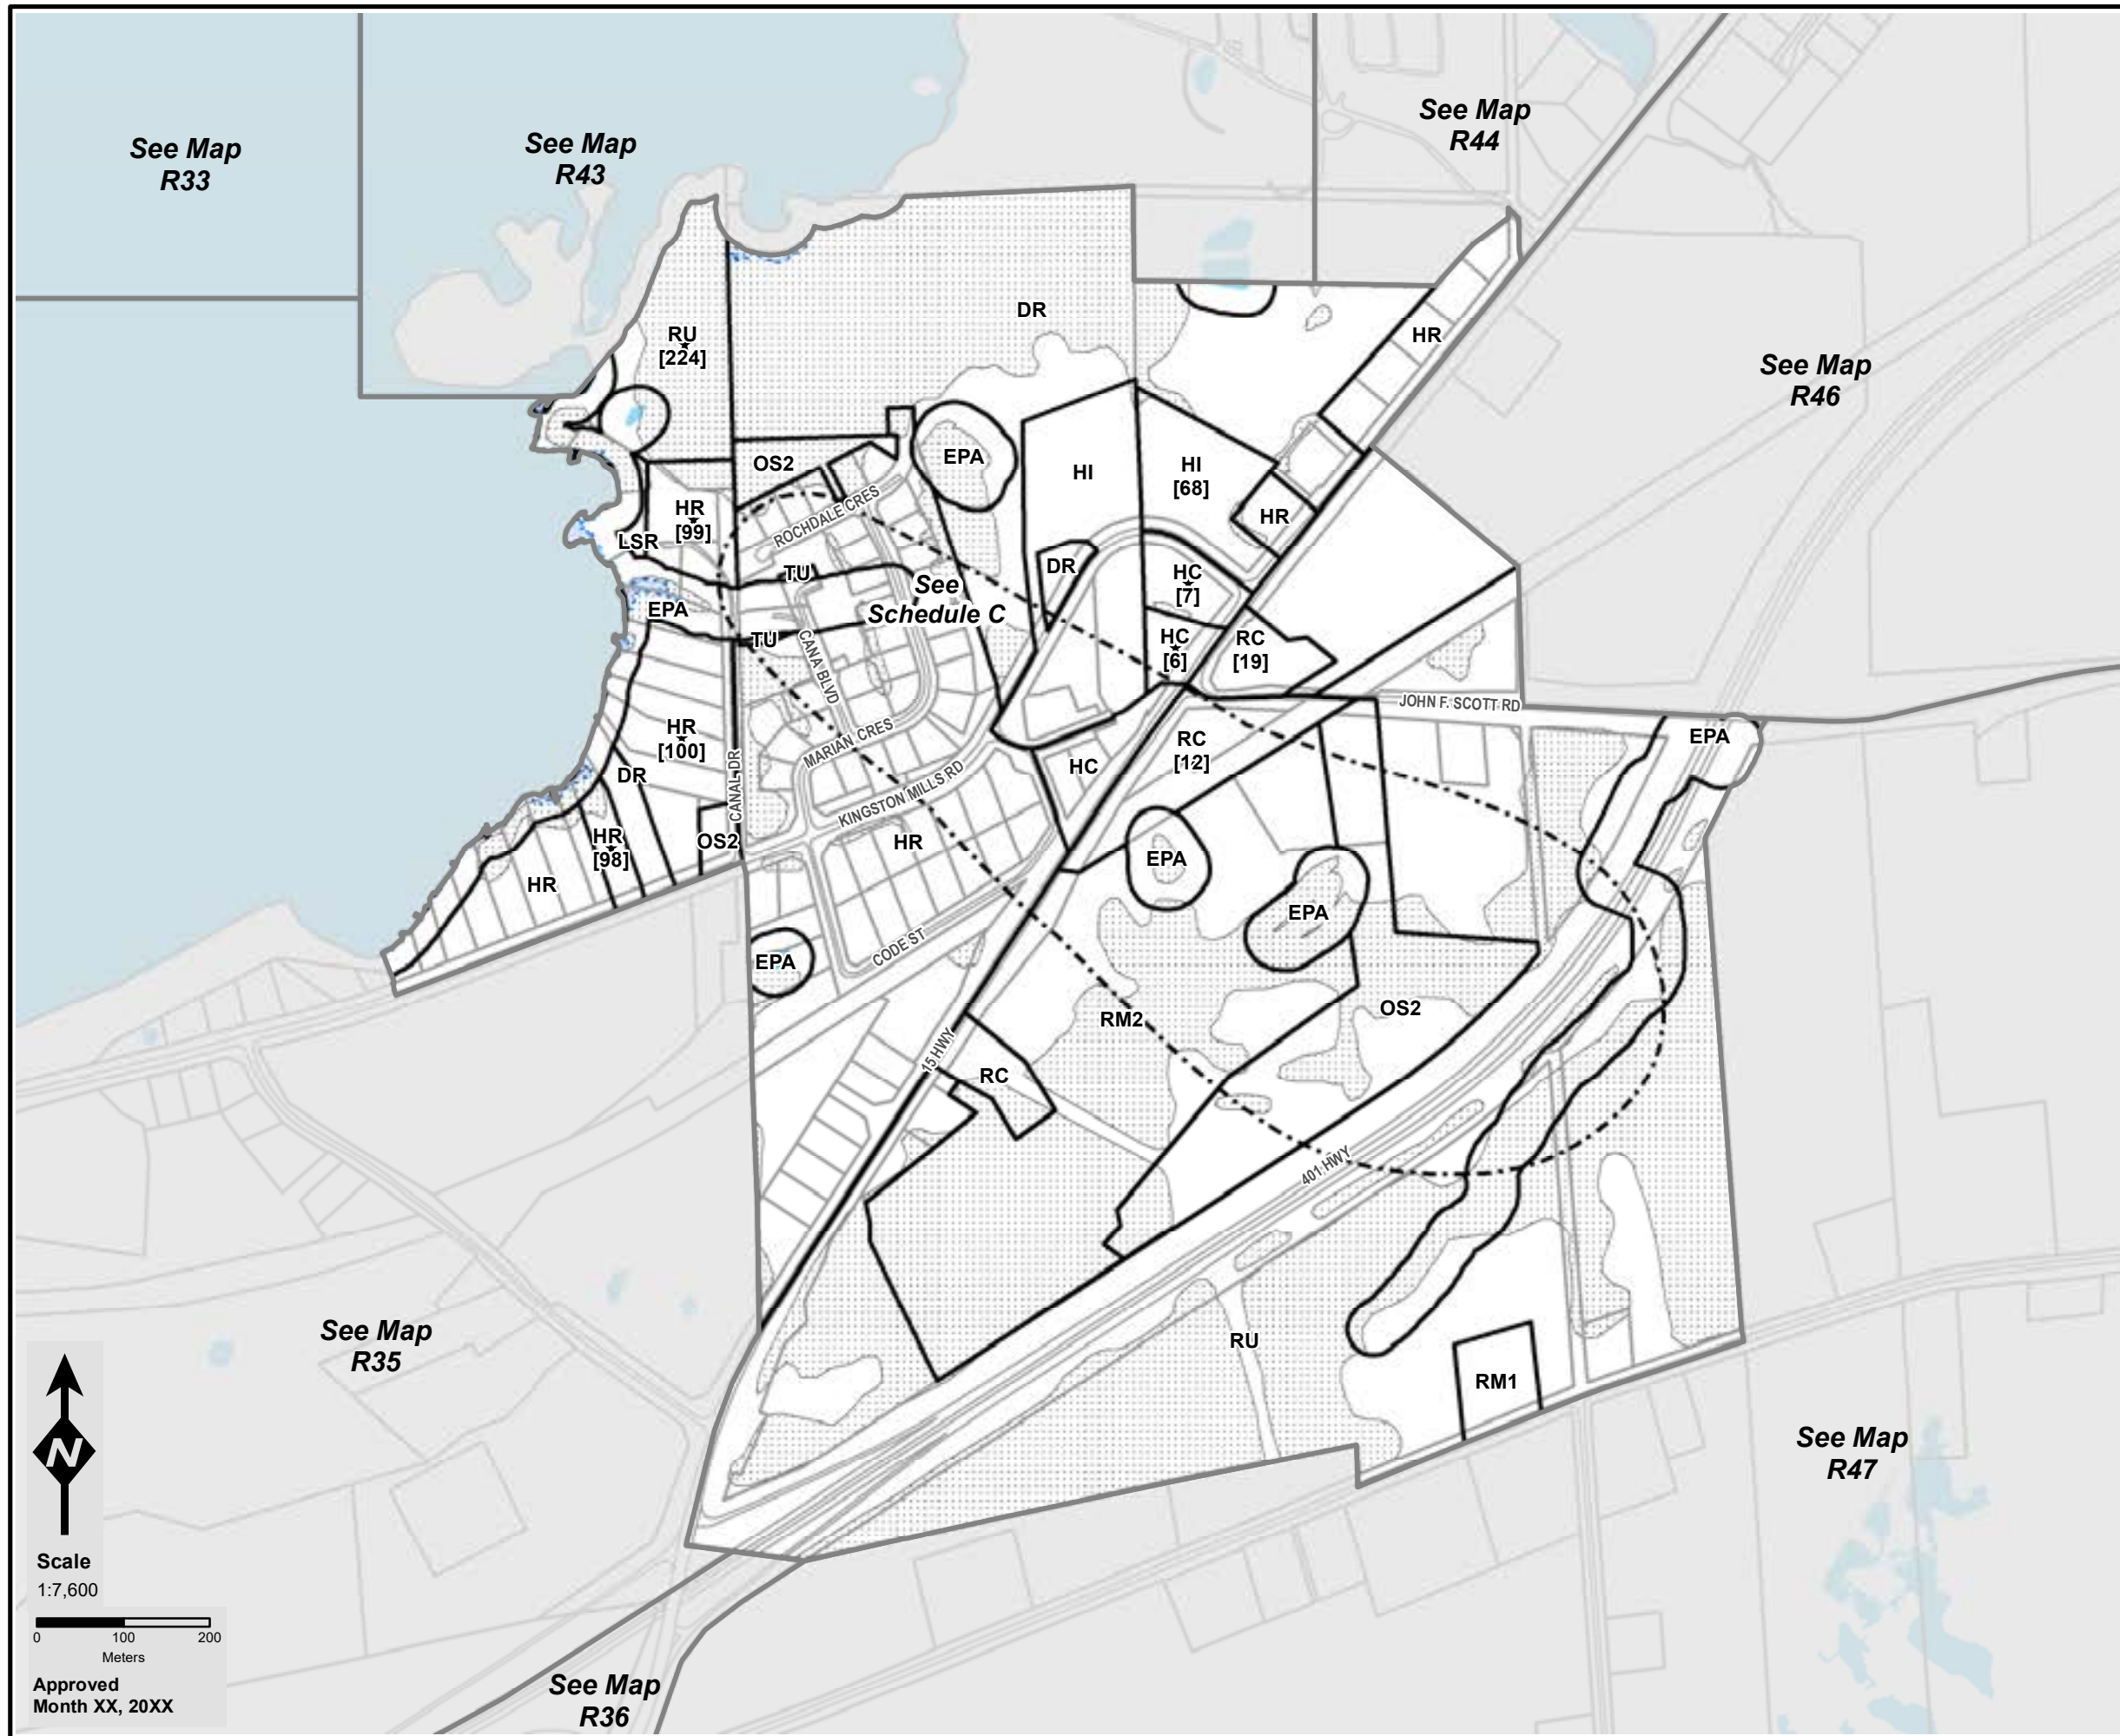 See Map
R33
See Map
R43
See Map
R44
See Map
R46
DR
HR
RU
[224]
EPA
OS2
HI
HI
[68]
HR
[99]
LSR
ROCHDALE CRES
HR
TU
DR
HC
[7]
See
Schedule C
EPA
TU
CANA BLVD
HC
[6]
RC
[19]
JOHN F. SCOTT RD
HR
[100]
MARIAN CRES
RC
[12]
EPA
DR
CANAL DR
KINGSTON MILLS RD
HC
HR
[98]
OS2
HR
EPA
HR
EPA
CODE ST
EPA
RM2
OS2
15 HWY
RC
401 HWY
See Map
R35
RU
RM1
See Map
R47
N
Scale
1:7,600
0 100 200
Meters
Approved
Month XX, 20XX
See Map
R36